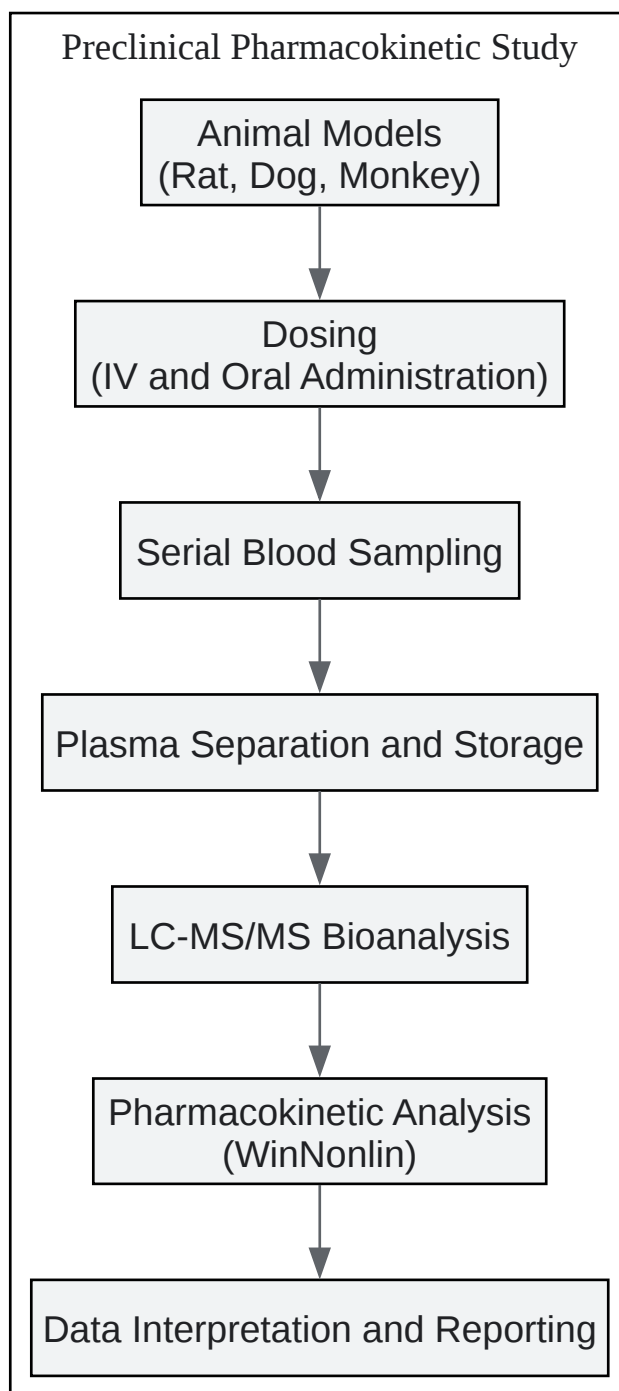 Preclinical Pharmacokinetic Study
Animal Models
(Rat, Dog, Monkey)
Dosing
(IV and Oral Administration)
Serial Blood Sampling
Plasma Separation and Storage
LC-MS/MS Bioanalysis
Pharmacokinetic Analysis
(WinNonlin)
Data Interpretation and Reporting